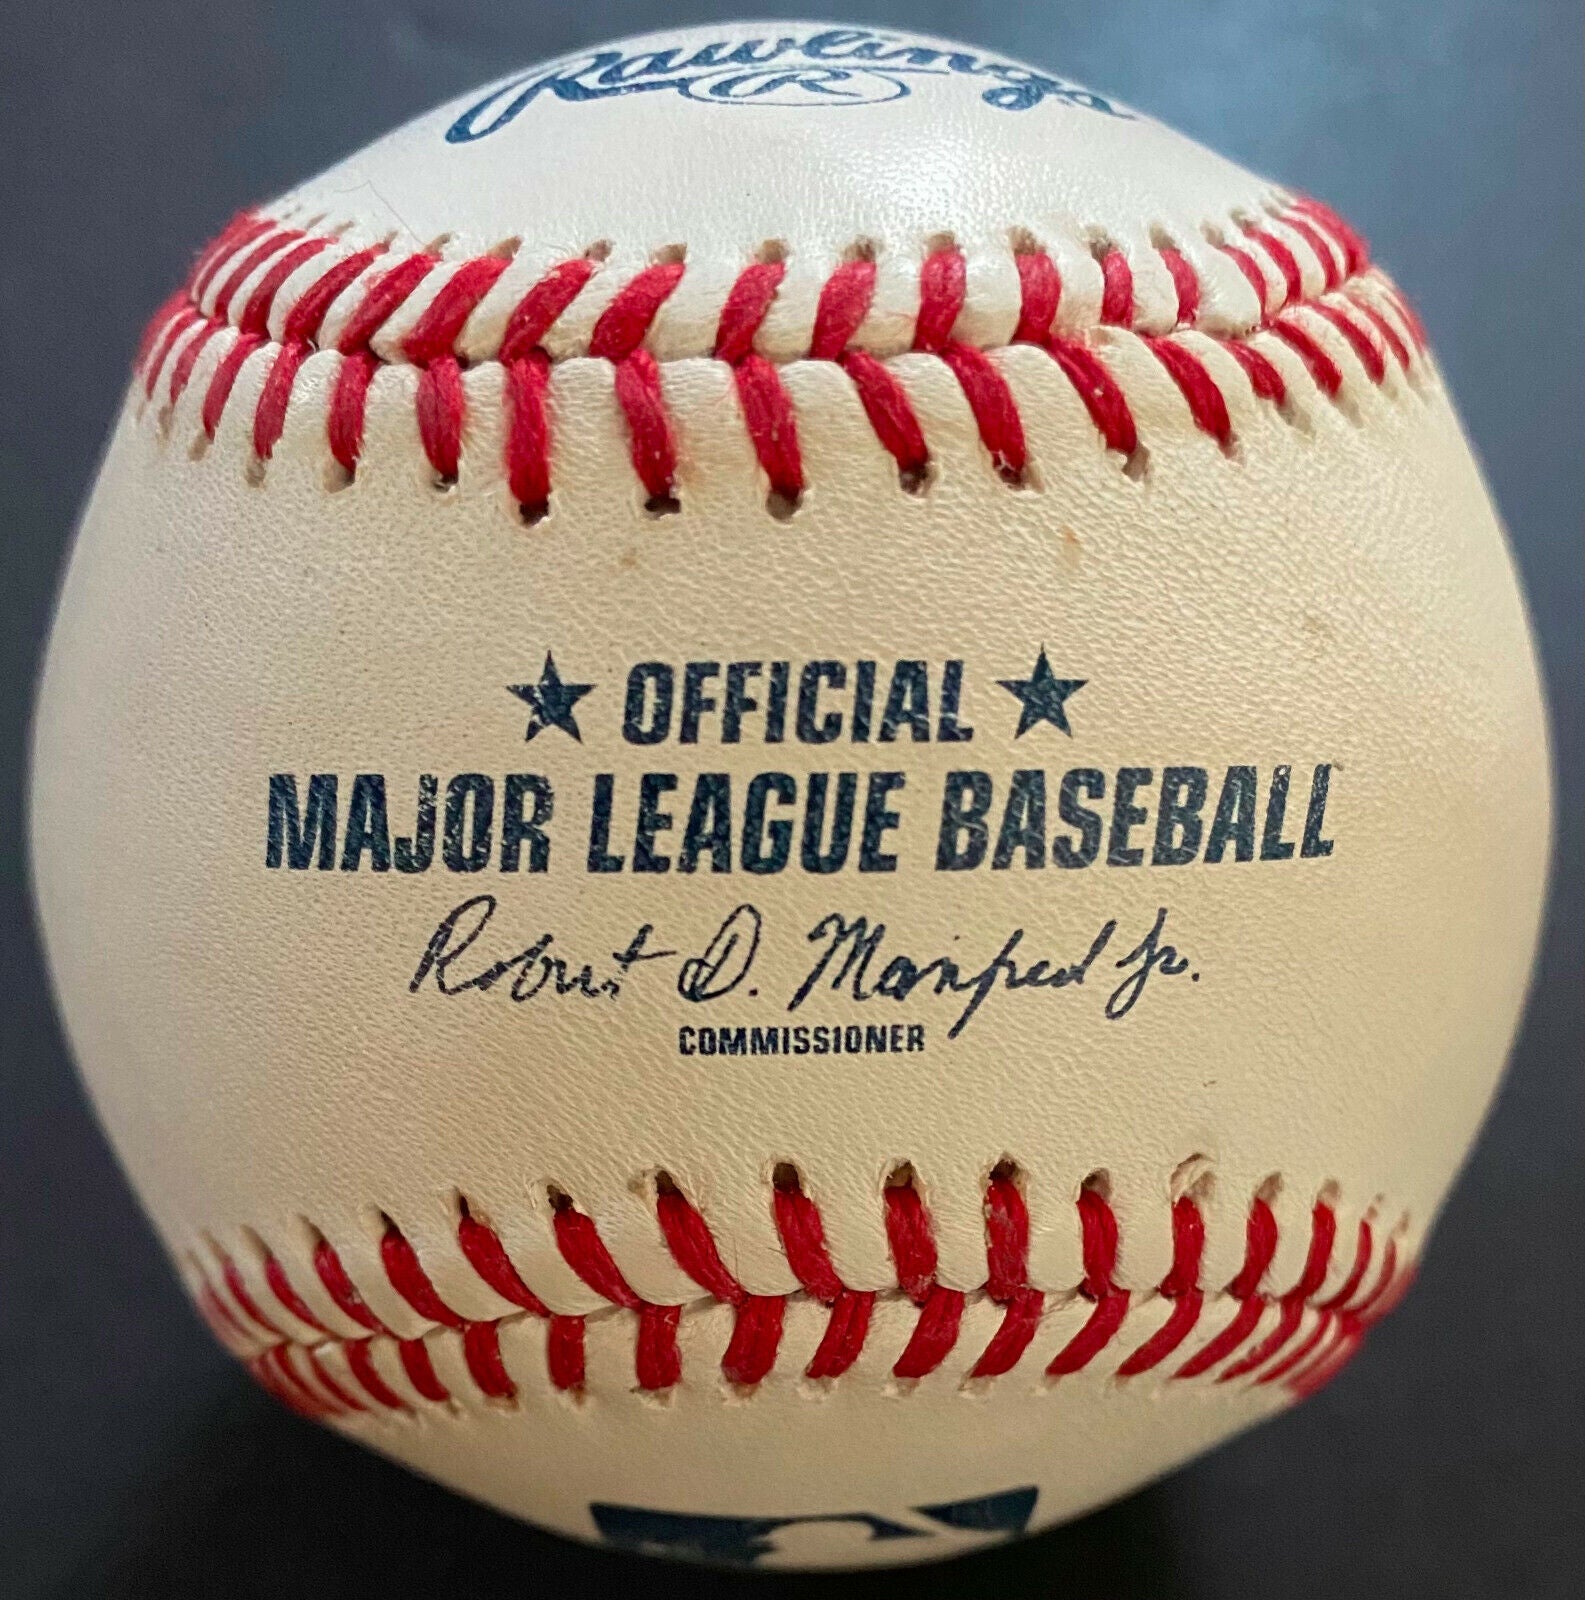 Rawlings
R
★ OFFICIAL ★
MAJOR LEAGUE BASEBALL
Robert D. Manfred Jr.
COMMISSIONER